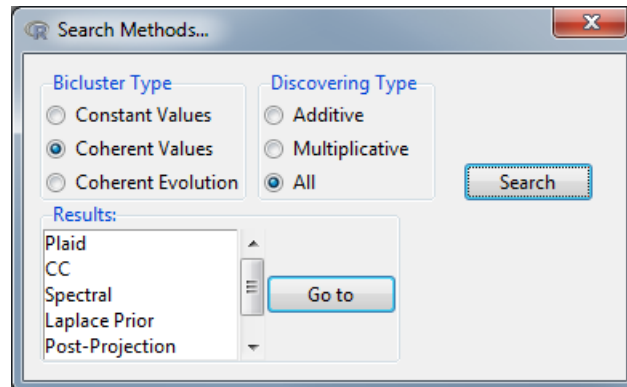 Search Methods...
Bicluster Type
Constant Values
Coherent Values
Coherent Evolution
Discovering Type
Additive
Multiplicative
All
Search
Results:
Plaid
CC
Spectral
Laplace Prior
Post-Projection
Go to